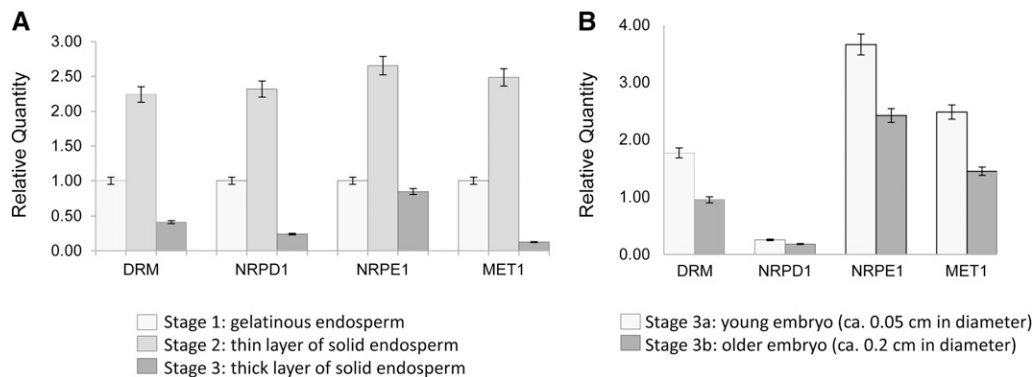 A
Relative Quantity
3.00
2.50
2.00
1.50
1.00
0.50
0.00
DRM NRPD1 NRPE1 MET1
Stage 1: gelatinous endosperm
Stage 2: thin layer of solid endosperm
Stage 3: thick layer of solid endosperm
B
Relative Quantity
4.00
3.00
2.00
1.00
0.00
DRM NRPD1 NRPE1 MET1
Stage 3a: young embryo (ca. 0.05 cm in diameter)
Stage 3b: older embryo (ca. 0.2 cm in diameter)